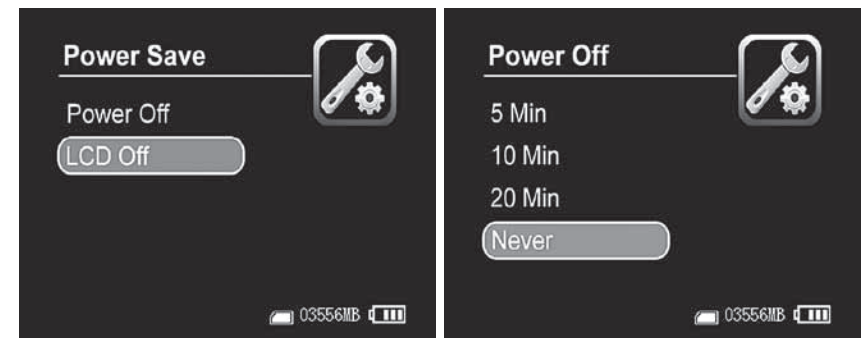 Power Save
Power Off
LCD Off
03556MB
Power Off
5 Min
10 Min
20 Min
Never
03556MB